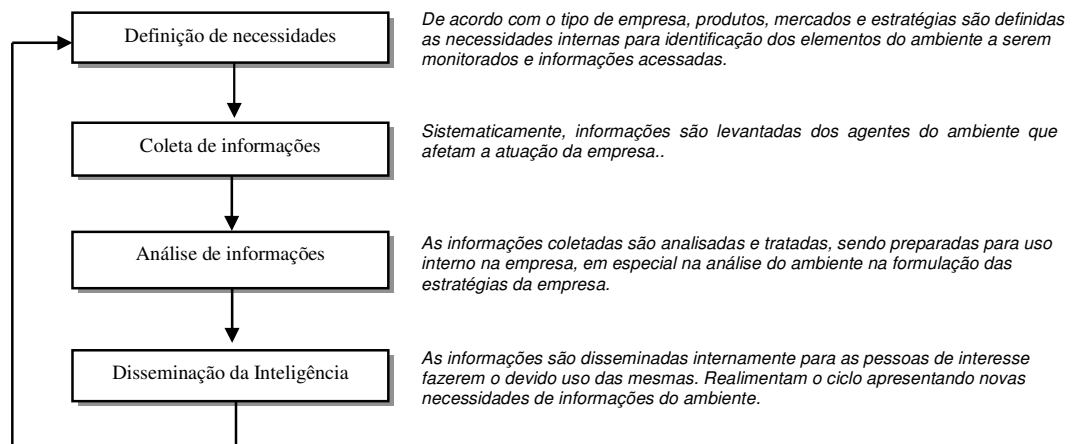 Definição de necessidades
De acordo com o tipo de empresa, produtos, mercados e estratégias são definidas
as necessidades internas para identificação dos elementos do ambiente a serem
monitorados e informações acessadas.
Coleta de informações
Sistematicamente, informações são levantadas dos agentes do ambiente que
afetam a atuação da empresa..
Análise de informações
As informações coletadas são analisadas e tratadas, sendo preparadas para uso
interno na empresa, em especial na análise do ambiente na formulação das
estratégias da empresa.
Disseminação da Inteligência
As informações são disseminadas internamente para as pessoas de interesse
fazerem o devido uso das mesmas. Realimentam o ciclo apresentando novas
necessidades de informações do ambiente.